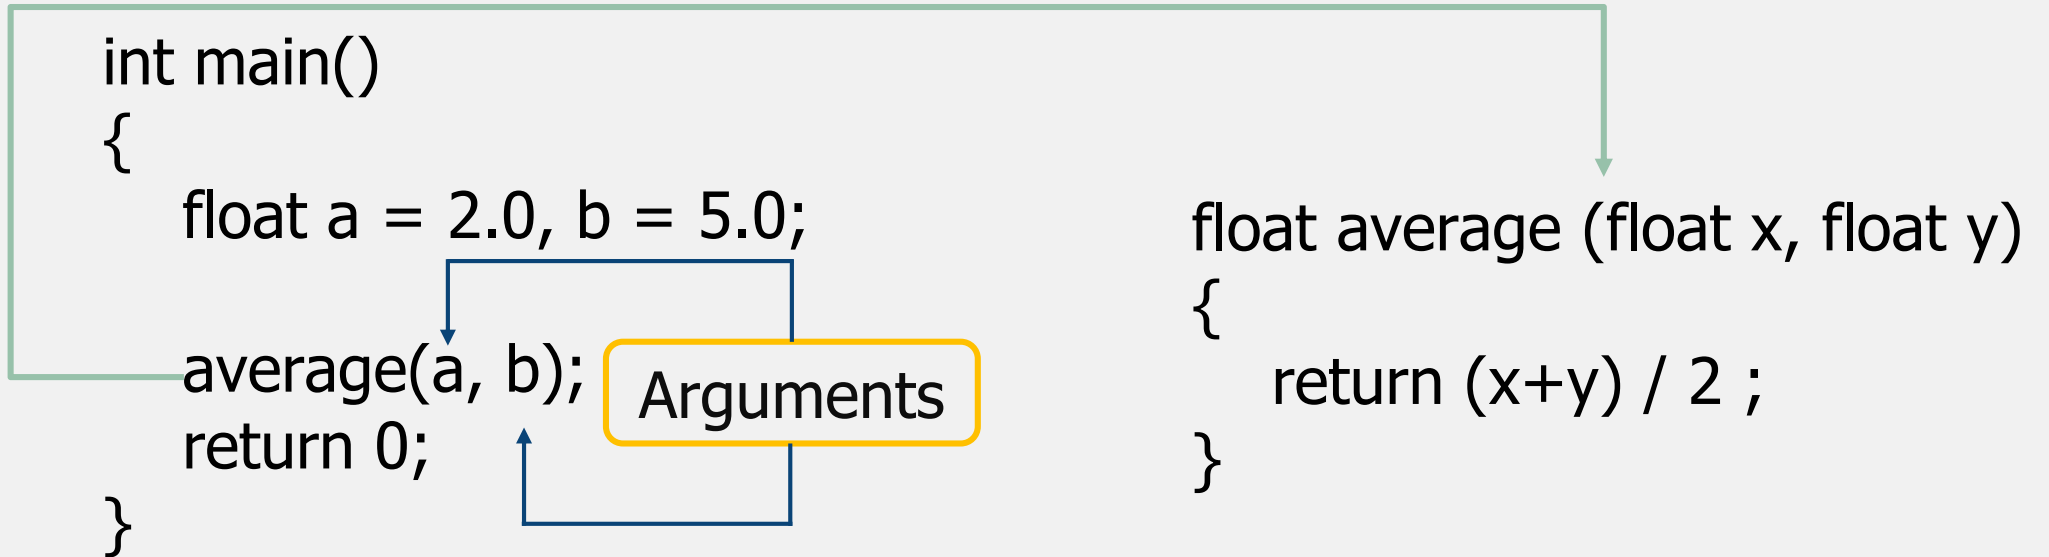 int main()
{
float a = 2.0, b = 5.0;
average(a, b);
Arguments
return 0;
}
float average (float x, float y)
{
return (x+y) / 2 ;
}